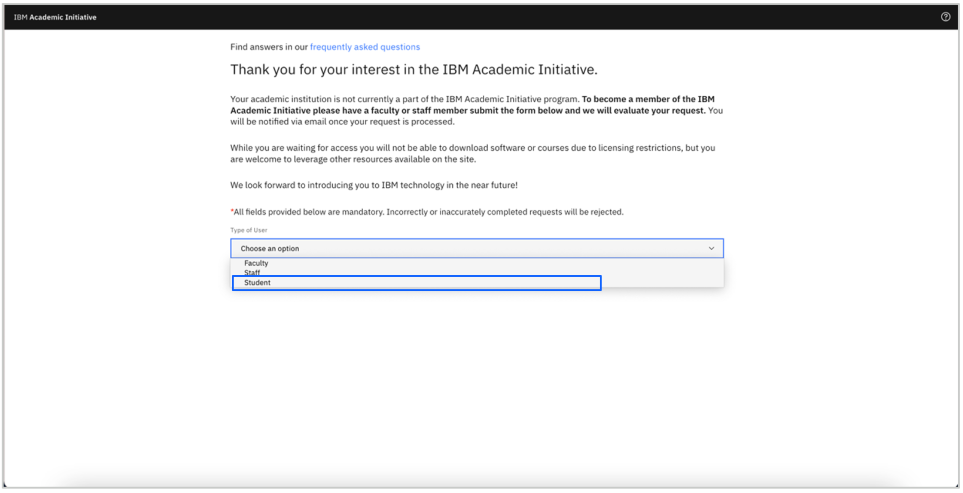 IBM Academic Initiative
Find answers in our frequently asked questions
Thank you for your interest in the IBM Academic Initiative.
Your academic institution is not currently a part of the IBM Academic Initiative program. To become a member of the IBM
Academic Initiative please have a faculty or staff member submit the form below and we will evaluate your request. You
will be notified via email once your request is processed.
While you are waiting for access you will not be able to download software or courses due to licensing restrictions, but you
are welcome to leverage other resources available on the site.
We look forward to introducing you to IBM technology in the near future!
*All fields provided below are mandatory. Incorrectly or inaccurately completed requests will be rejected.
Type of User
Choose an option
Faculty
Staff
Student